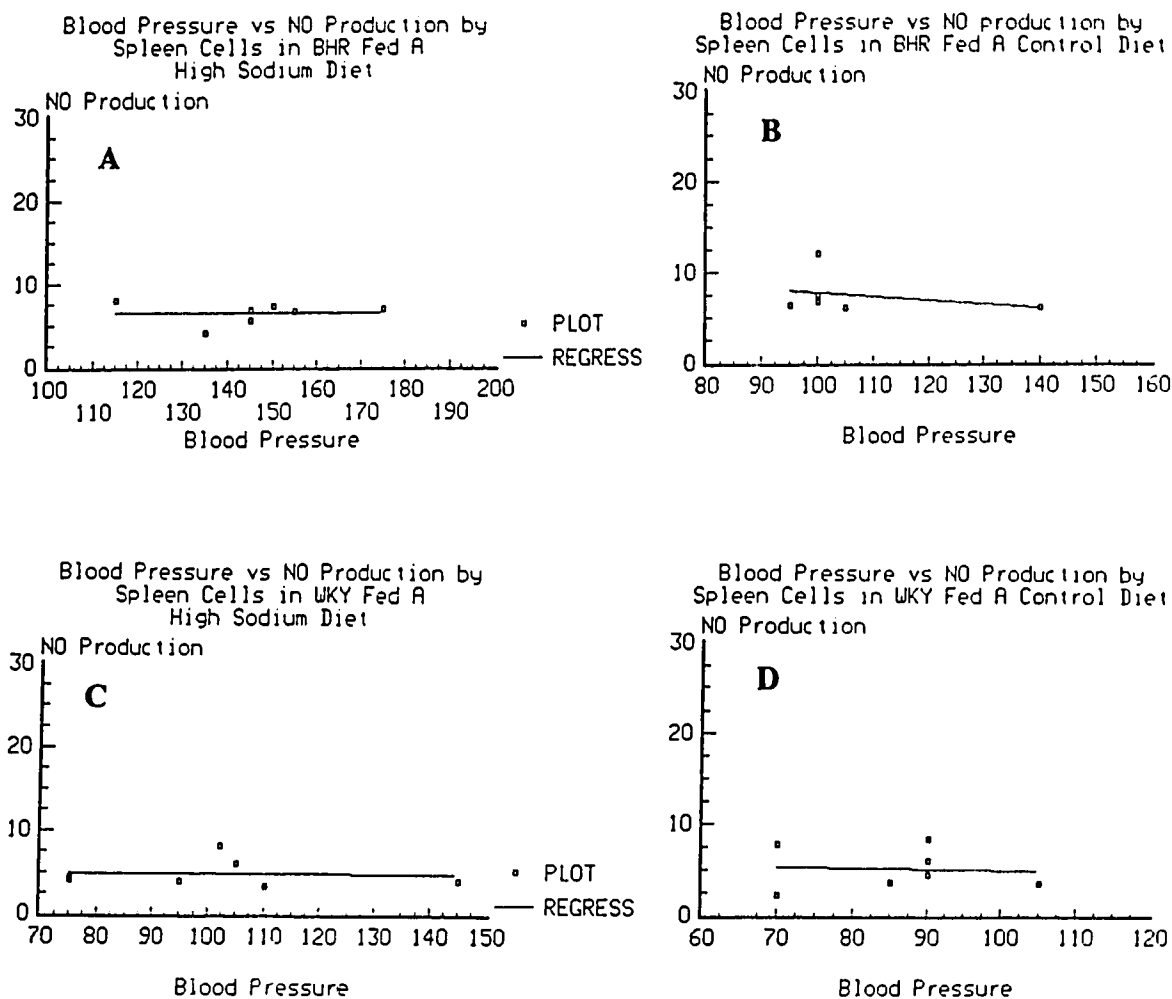 Blood Pressure vs NO Production by
Spleen Cells in BHR Fed A
High Sodium Diet
NO Production
A
30
20
10
0
100 120 140 160 180 200
110 130 150 170 190
Blood Pressure
PLOT
REGRESS
Blood Pressure vs NO production by
Spleen Cells in BHR Fed A Control Diet
NO Production
B
30
20
10
0
80 90 100 110 120 130 140 150 160
Blood Pressure
Blood Pressure vs NO Production by
Spleen Cells in WKY Fed A
High Sodium Diet
NO Production
C
30
20
10
0
70 80 90 100 110 120 130 140 150
Blood Pressure
PLOT
REGRESS
Blood Pressure vs NO Production by
Spleen Cells in WKY Fed A Control Diet
NO Production
D
30
20
10
0
60 70 80 90 100 110 120
Blood Pressure